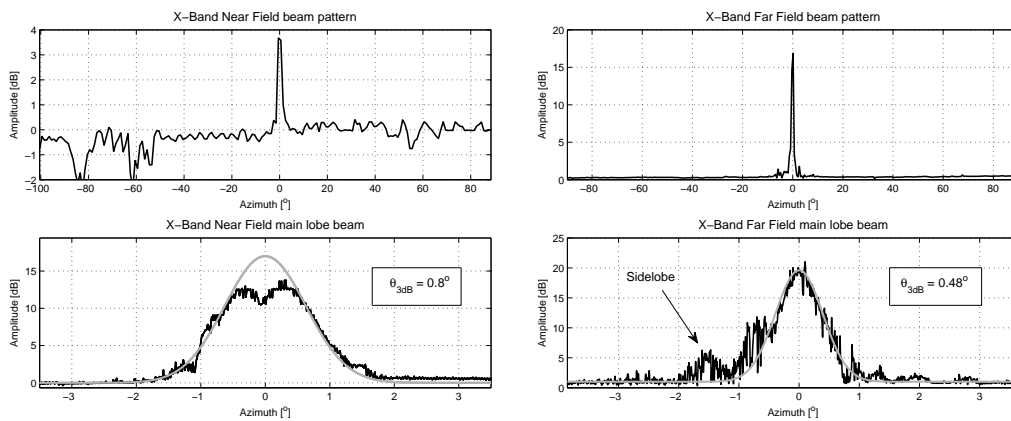 X−Band Near Field beam pattern
4
3
2
1
0
−1
−2
Amplitude [dB]
−100 −80 −60 −40 −20 0 20 40 60 80
Azimuth [o]
X−Band Far Field beam pattern
20
15
10
5
0
Amplitude [dB]
−80 −60 −40 −20 0 20 40 60 80
Azimuth [o]
X−Band Near Field main lobe beam
15
10
5
0
Amplitude [dB]
θ3dB = 0.8o
−3 −2 −1 0 1 2 3
Azimuth [o]
X−Band Far Field main lobe beam
25
20
15
10
5
0
Amplitude [dB]
Sidelobe
θ3dB = 0.48o
−3 −2 −1 0 1 2 3
Azimuth [o]